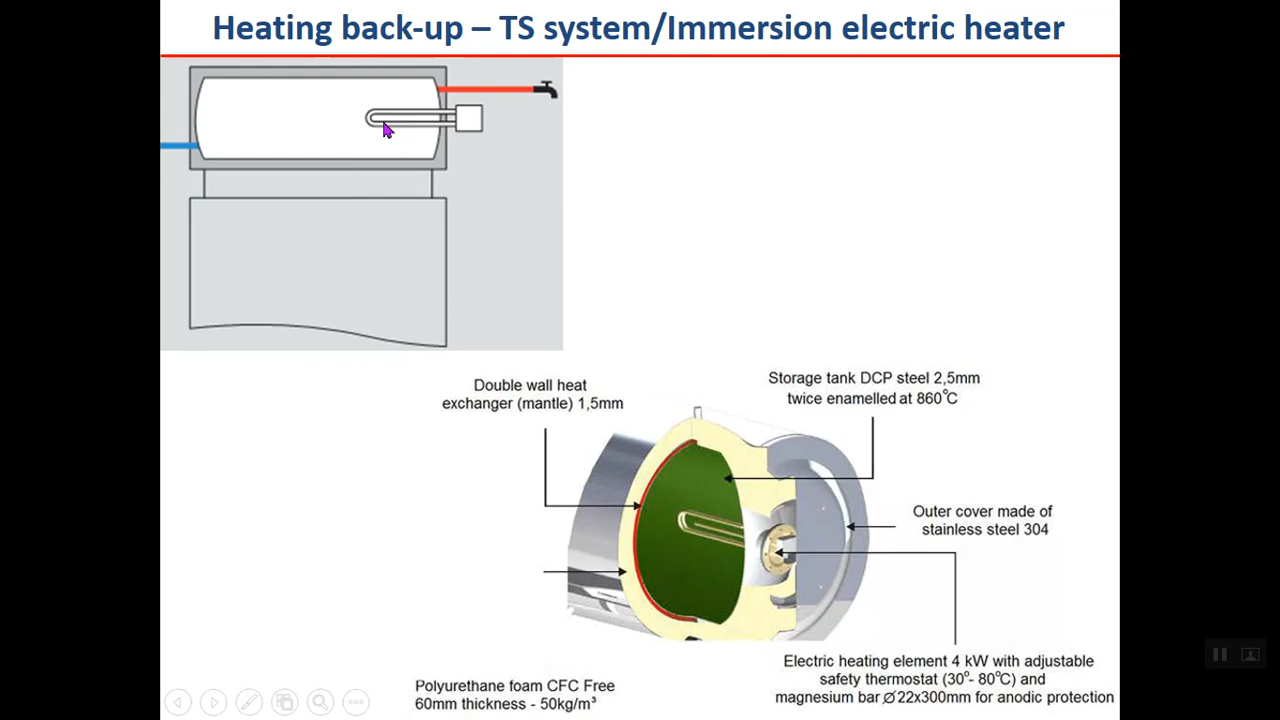 Heating back-up – TS system/Immersion electric heater
Double wall heat
exchanger (mantle) 1,5mm
Storage tank DCP steel 2,5mm
twice enamelled at 860°C
Outer cover made of
stainless steel 304
Electric heating element 4 kW with adjustable
safety thermostat (30°- 80°C) and
magnesium bar ⌀22x300mm for anodic protection
Polyurethane foam CFC Free
60mm thickness - 50kg/m³